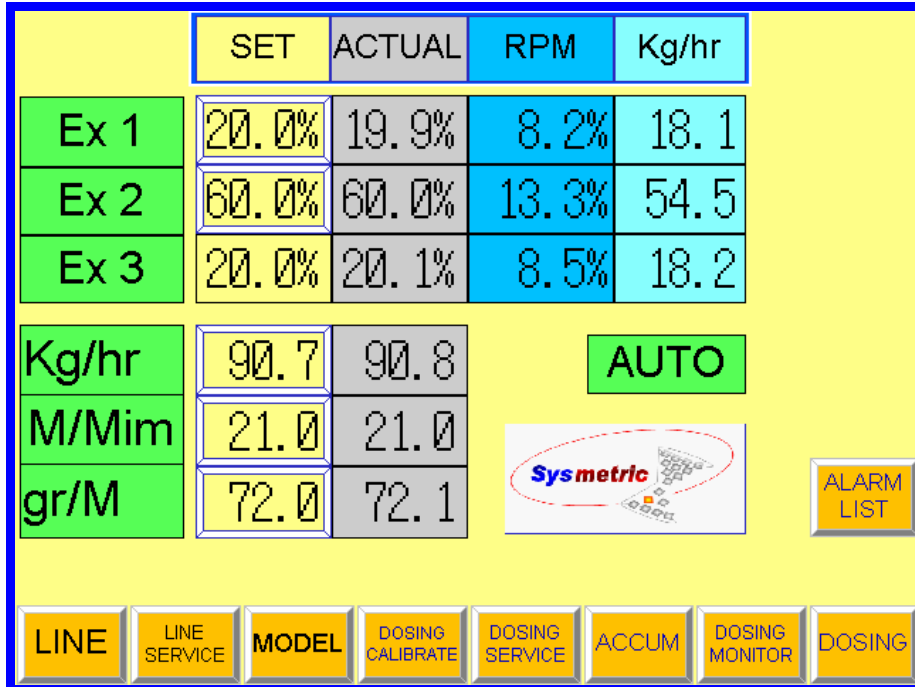 SET ACTUAL RPM Kg/hr
Ex 1 20.0% 19.9% 8.2% 18.1
Ex 2 60.0% 60.0% 13.3% 54.5
Ex 3 20.0% 20.1% 8.5% 18.2
Kg/hr 90.7 90.8 AUTO
M/Mim 21.0 21.0
gr/M 72.0 72.1
Sysmetric
ALARM
LIST
LINE
LINE
SERVICE
MODEL
DOSING
CALIBRATE
DOSING
SERVICE
ACCUM
DOSING
MONITOR
DOSING